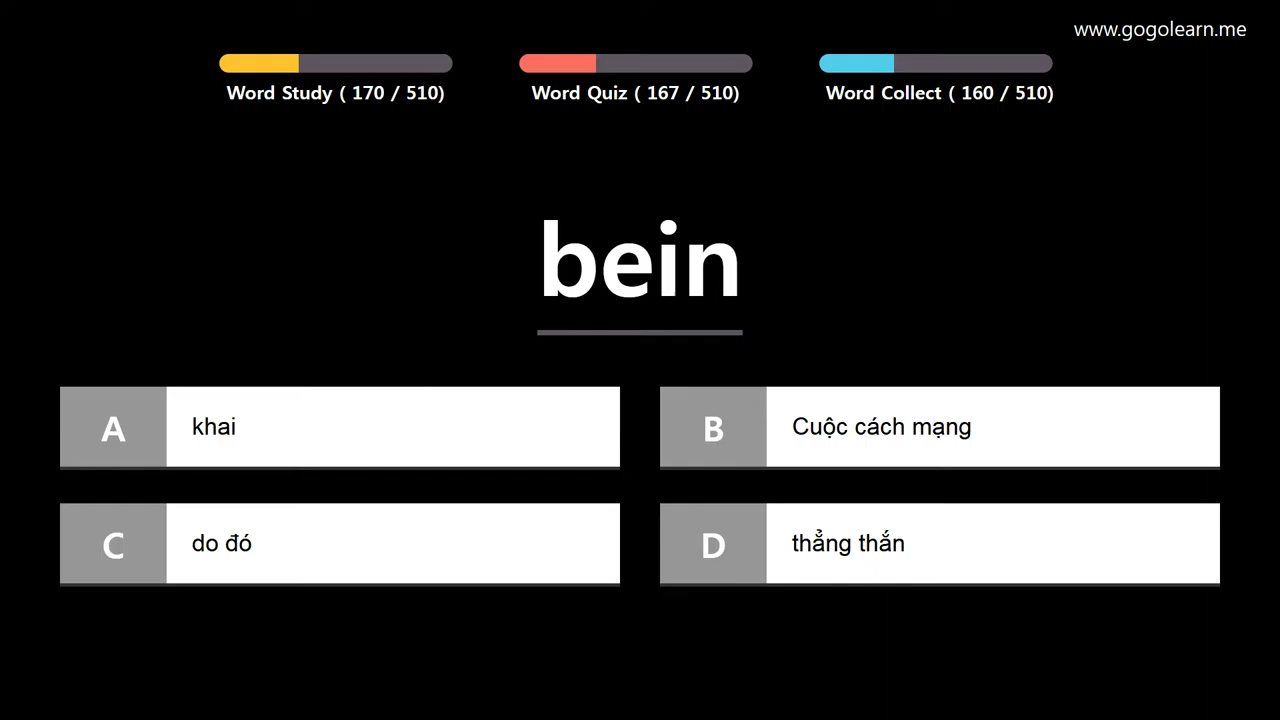 www.gogolearn.me
Word Study ( 170 / 510)
Word Quiz ( 167 / 510)
Word Collect ( 160 / 510)
bein
A khai
B Cuộc cách mạng
C do đó
D thẳng thắn